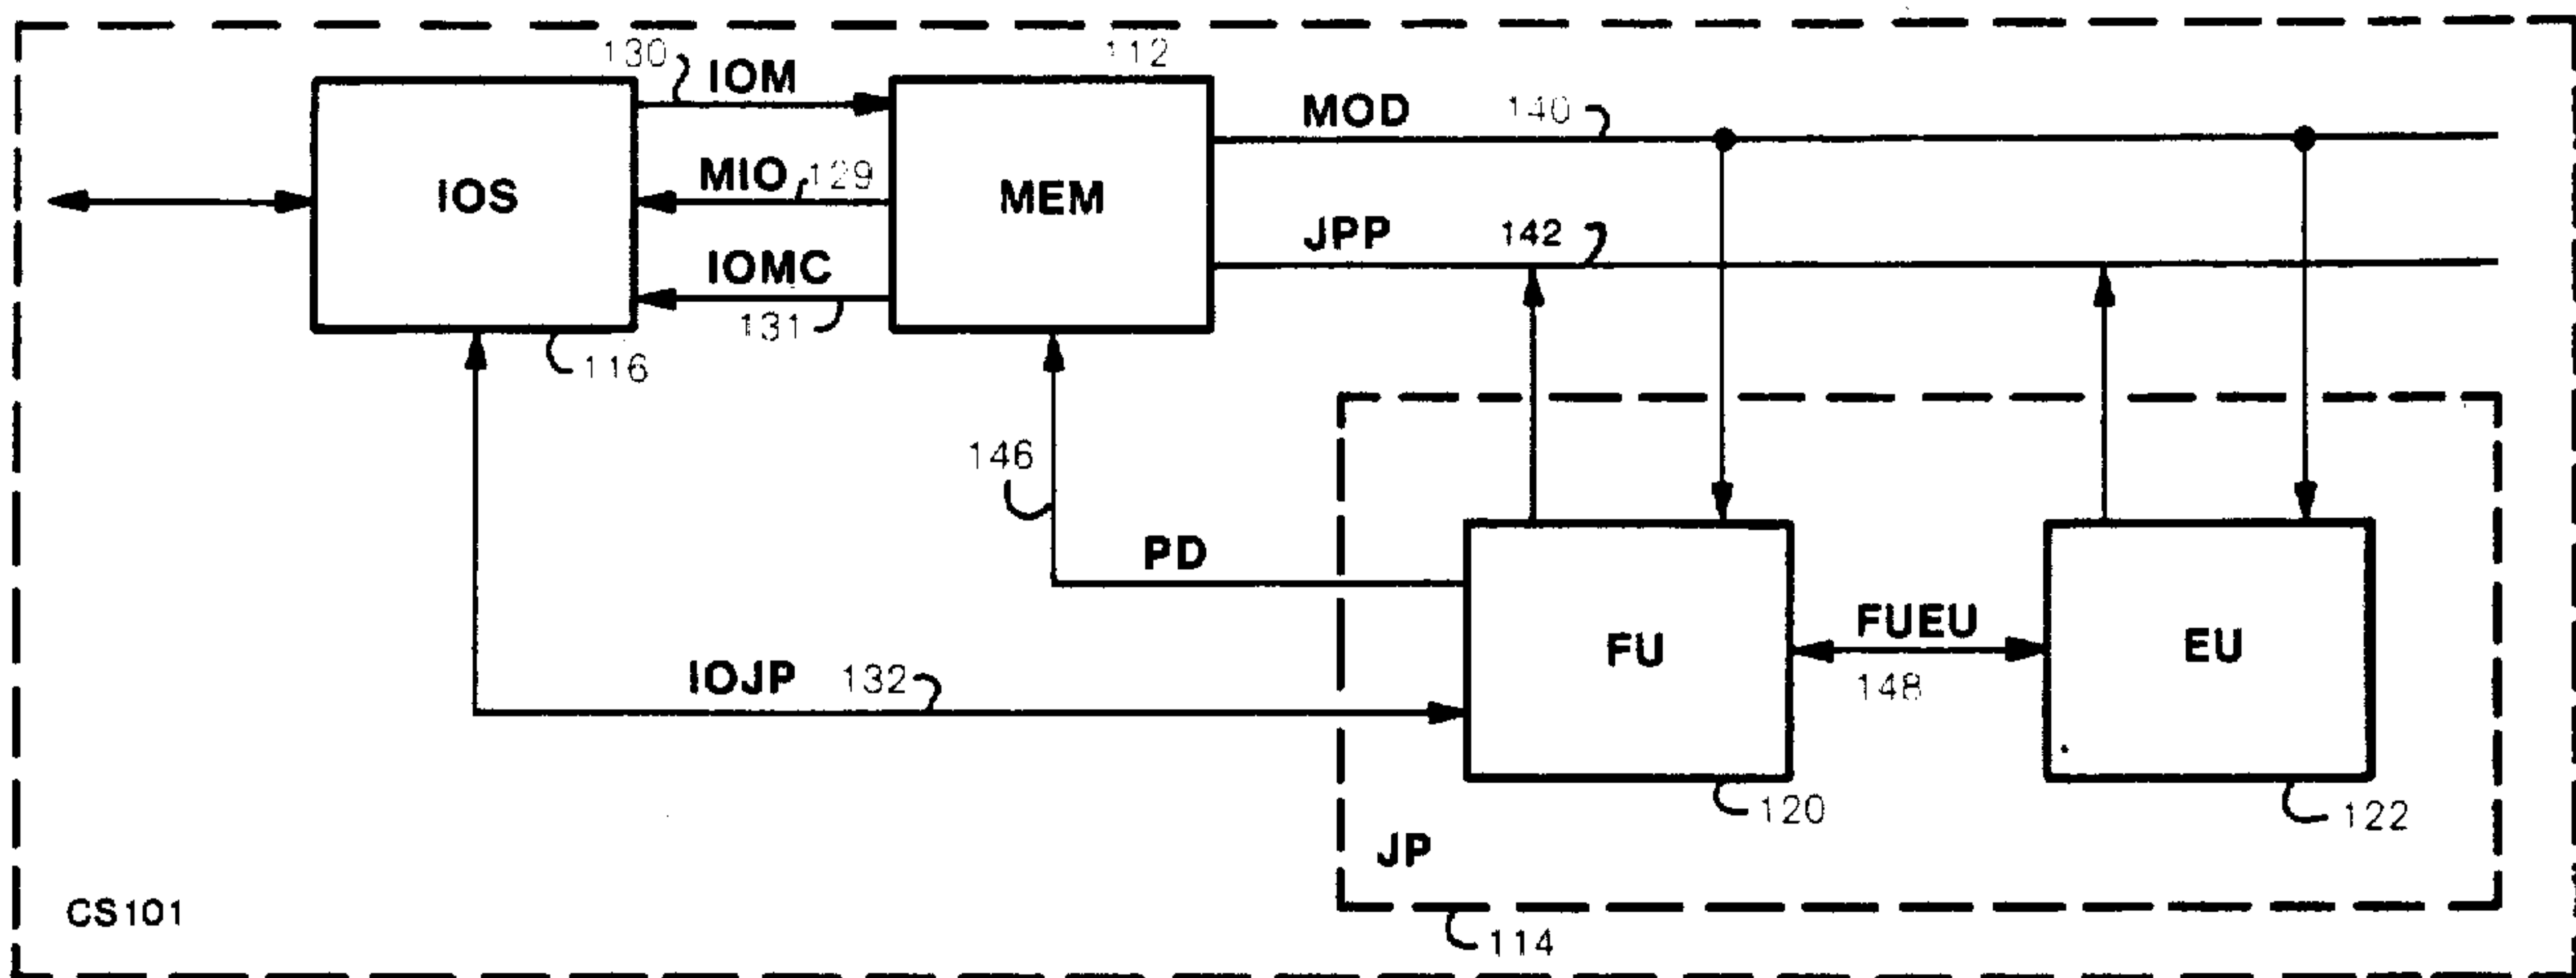 130
IOM
112
MOD
140
MIO
129
IOS
MEM
JPP
142
IOMC
131
116
146
PD
FU
FUEU
148
EU
IOJP
132
120
122
JP
CS101
114